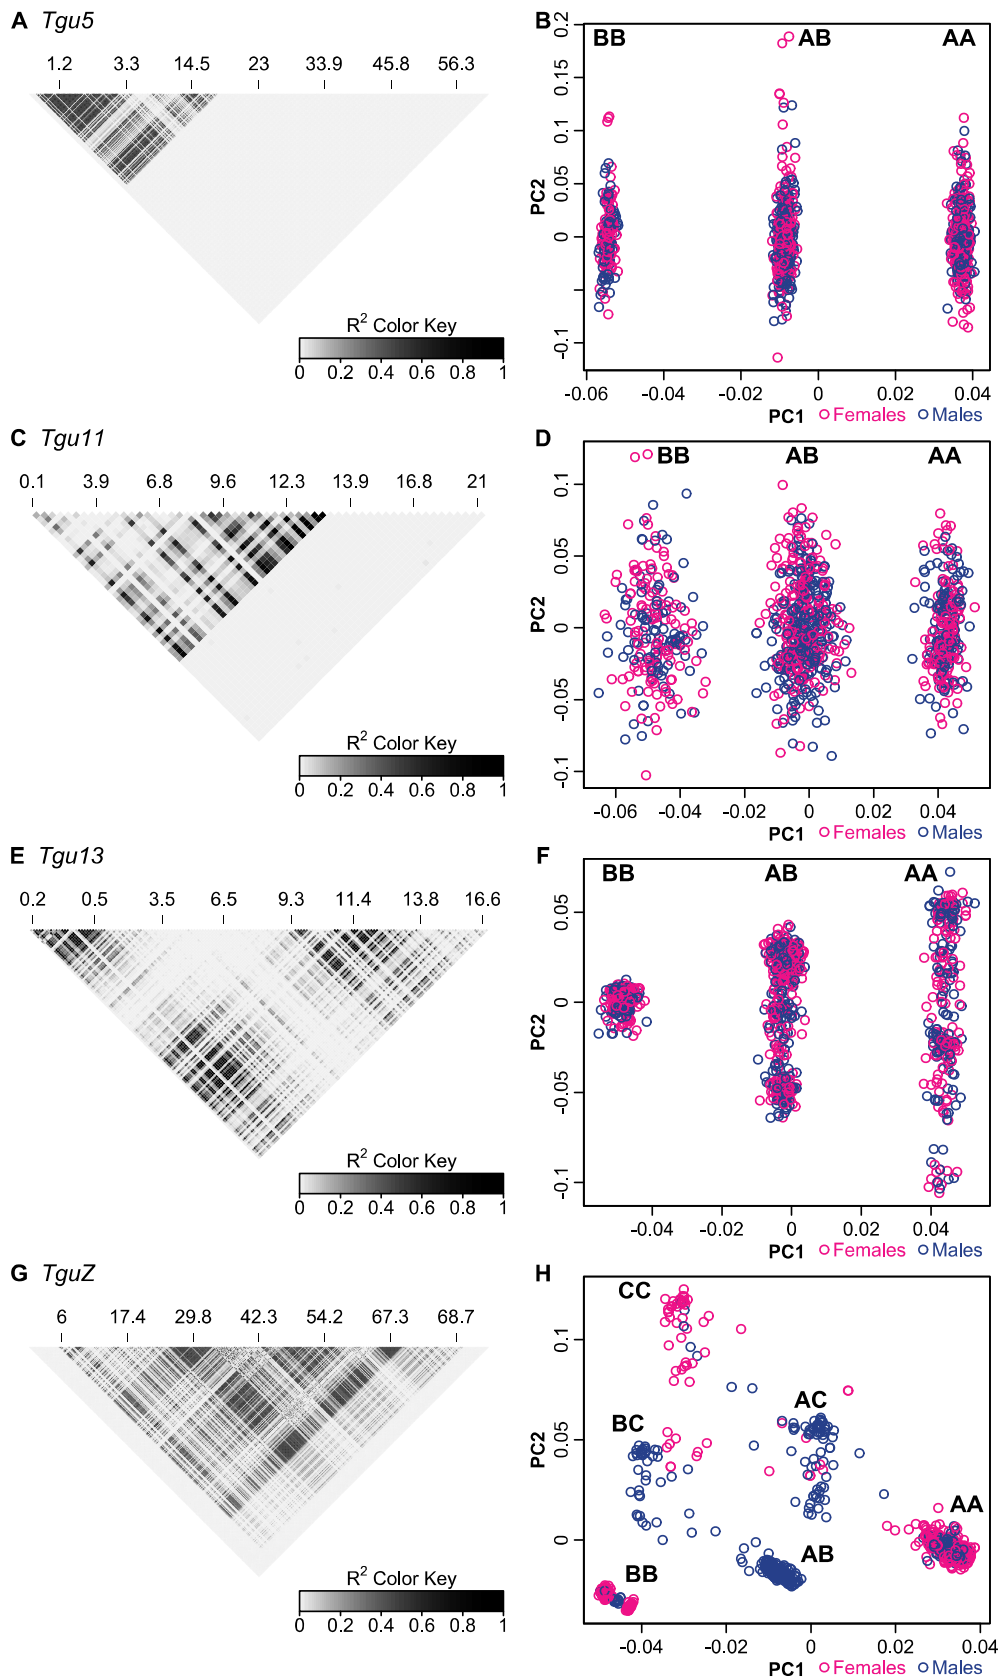 A Tgu5
1.2 3.3 14.5 23 33.9 45.8 56.3
R2 Color Key
0 0.2 0.4 0.6 0.8 1
B
BB AB AA
PC2
0.2
0.15
0.1
0.05
0
-0.1
-0.06 -0.04 -0.02 0 0.02 0.04
PC1 Females Males
C Tgu11
0.1 3.9 6.8 9.6 12.3 13.9 16.8 21
R2 Color Key
0 0.2 0.4 0.6 0.8 1
D
BB AB AA
PC2
0.1
0.05
0
-0.05
-0.1
-0.06 -0.04 -0.02 0 0.02 0.04
PC1 Females Males
E Tgu13
0.2 0.5 3.5 6.5 9.3 11.4 13.8 16.6
R2 Color Key
0 0.2 0.4 0.6 0.8 1
F
BB AB AA
PC2
0.05
0
-0.05
-0.1
-0.04 -0.02 0 0.02 0.04
PC1 Females Males
G TguZ
6 17.4 29.8 42.3 54.2 67.3 68.7
R2 Color Key
0 0.2 0.4 0.6 0.8 1
H
CC
AC
BC
AA
AB
BB
PC2
0.1
0.05
0
-0.04 -0.02 0 0.02 0.04
PC1 Females Males